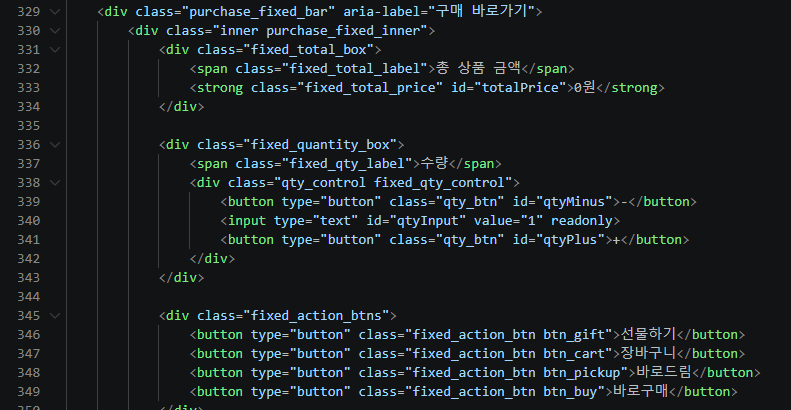 329 <div class="purchase_fixed_bar" aria-label="구매 바로가기">
330 <div class="inner purchase_fixed_inner">
331 <div class="fixed_total_box">
332 <span class="fixed_total_label">총 상품 금액</span>
333 <strong class="fixed_total_price" id="totalPrice">0원</strong>
334 </div>
335
336 <div class="fixed_quantity_box">
337 <span class="fixed_qty_label">수량</span>
338 <div class="qty_control fixed_qty_control">
339 <button type="button" class="qty_btn" id="qtyMinus">-</button>
340 <input type="text" id="qtyInput" value="1" readonly>
341 <button type="button" class="qty_btn" id="qtyPlus">+</button>
342 </div>
343 </div>
344
345 <div class="fixed_action_btns">
346 <button type="button" class="fixed_action_btn btn_gift">선물하기</button>
347 <button type="button" class="fixed_action_btn btn_cart">장바구니</button>
348 <button type="button" class="fixed_action_btn btn_pickup">바로드림</button>
349 <button type="button" class="fixed_action_btn btn_buy">바로구매</button>
350 </div>